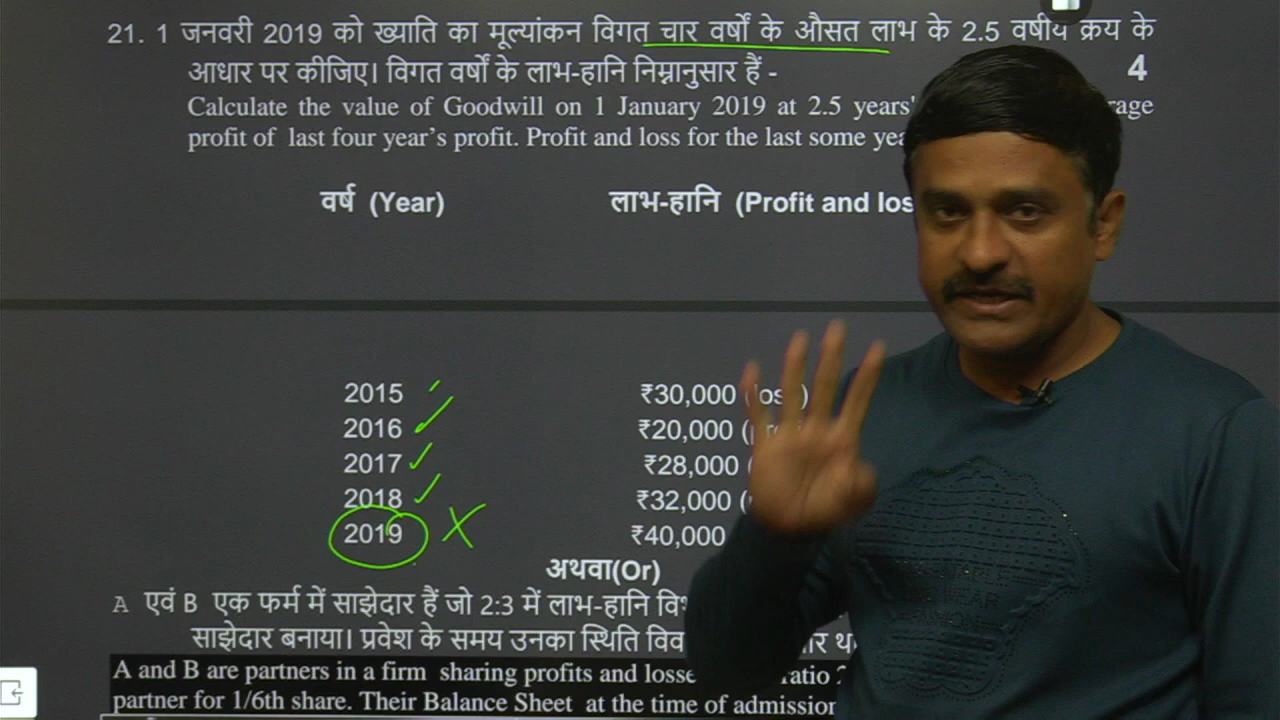 21. 1 जनवरी 2019 को ख्याति का मूल्यांकन विगत चार वर्षों के औसत लाभ के 2.5 वर्षीय क्रय के
आधार पर कीजिए। विगत वर्षों के लाभ-हानि निम्नानुसार हैं - 4
Calculate the value of Goodwill on 1 January 2019 at 2.5 years'
profit of last four year's profit. Profit and loss for the last some
वर्ष (Year) लाभ-हानि (Profit and
2015 ₹30,000
2016 ₹20,000
2017 ₹28,000
2018 ₹32,000
2019 X ₹40,000
अथवा(Or)
A एवं B एक फर्म में साझेदार हैं जो 2:3 में लाभ-हानि
साझेदार बनाया। प्रवेश के समय उनका स्थिति
A and B are partners in a firm sharing profits and
partner for 1/6th share. Their Balance Sheet at the time of admission